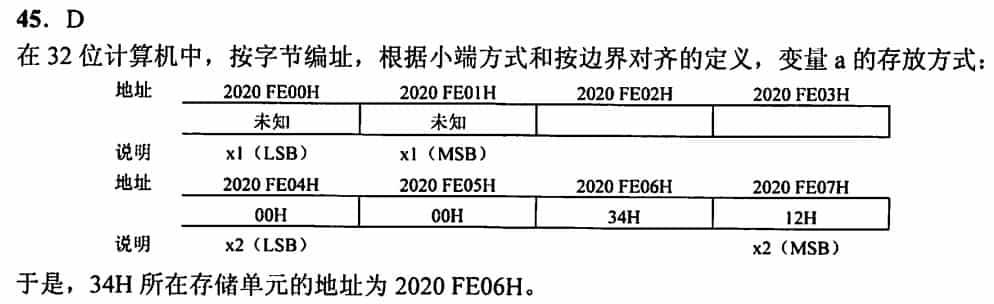 45. D
在 32 位计算机中，按字节编址，根据小端方式和按边界对齐的定义，变量 a 的存放方式：
地址 2020 FE00H 2020 FE01H 2020 FE02H 2020 FE03H
未知 未知
说明 x1（LSB） x1（MSB）
地址 2020 FE04H 2020 FE05H 2020 FE06H 2020 FE07H
00H 00H 34H 12H
说明 x2（LSB） x2（MSB）
于是，34H 所在存储单元的地址为 2020 FE06H。